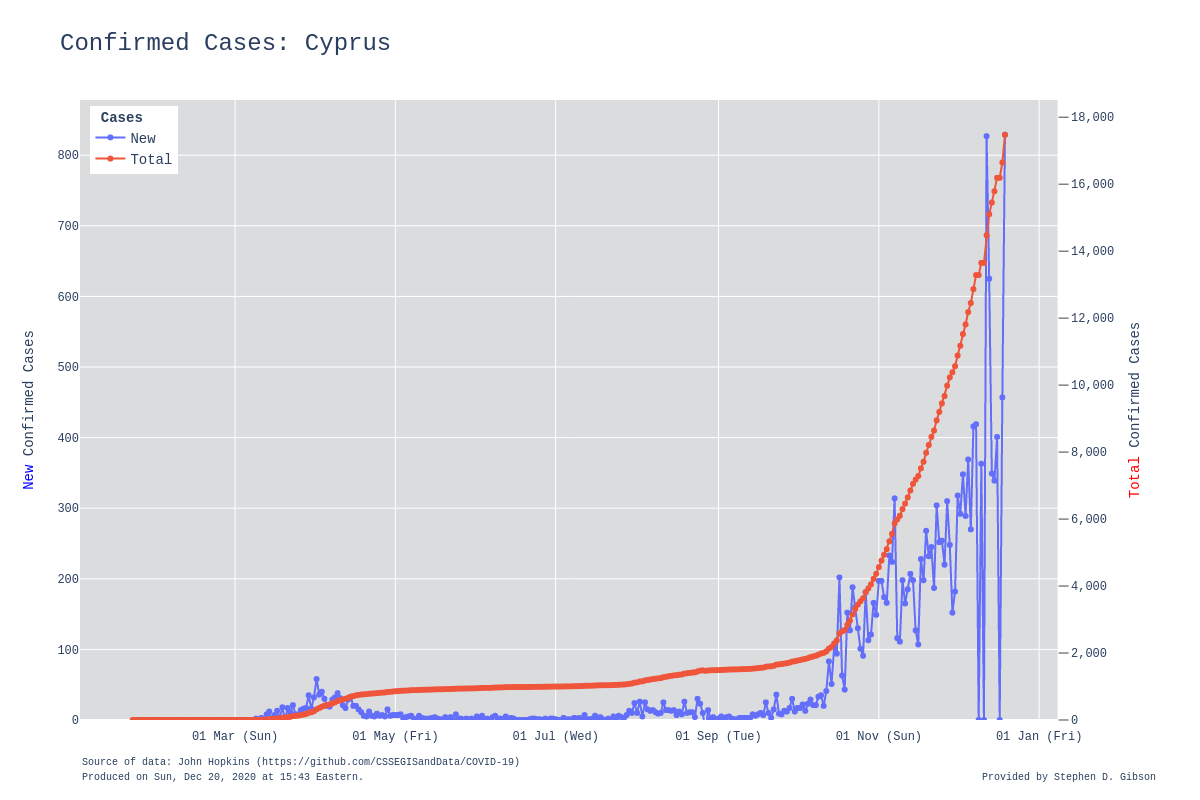 Confirmed Cases: Cyprus
Cases
New
Total
800
700
600
500
400
300
200
100
0
18,000
16,000
14,000
12,000
10,000
8,000
6,000
4,000
2,000
0
New Confirmed Cases
Total Confirmed Cases
01 Mar (Sun)
01 May (Fri)
01 Jul (Wed)
01 Sep (Tue)
01 Nov (Sun)
01 Jan (Fri)
Source of data: John Hopkins (https://github.com/CSSEGISandData/COVID-19)
Produced on Sun, Dec 20, 2020 at 15:43 Eastern.
Provided by Stephen D. Gibson